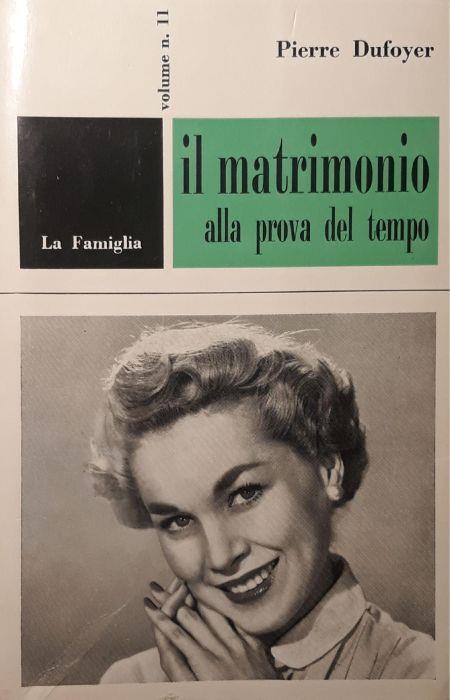 Pierre Dufoyer
volume n. 11
il matrimonio
alla prova del tempo
La Famiglia